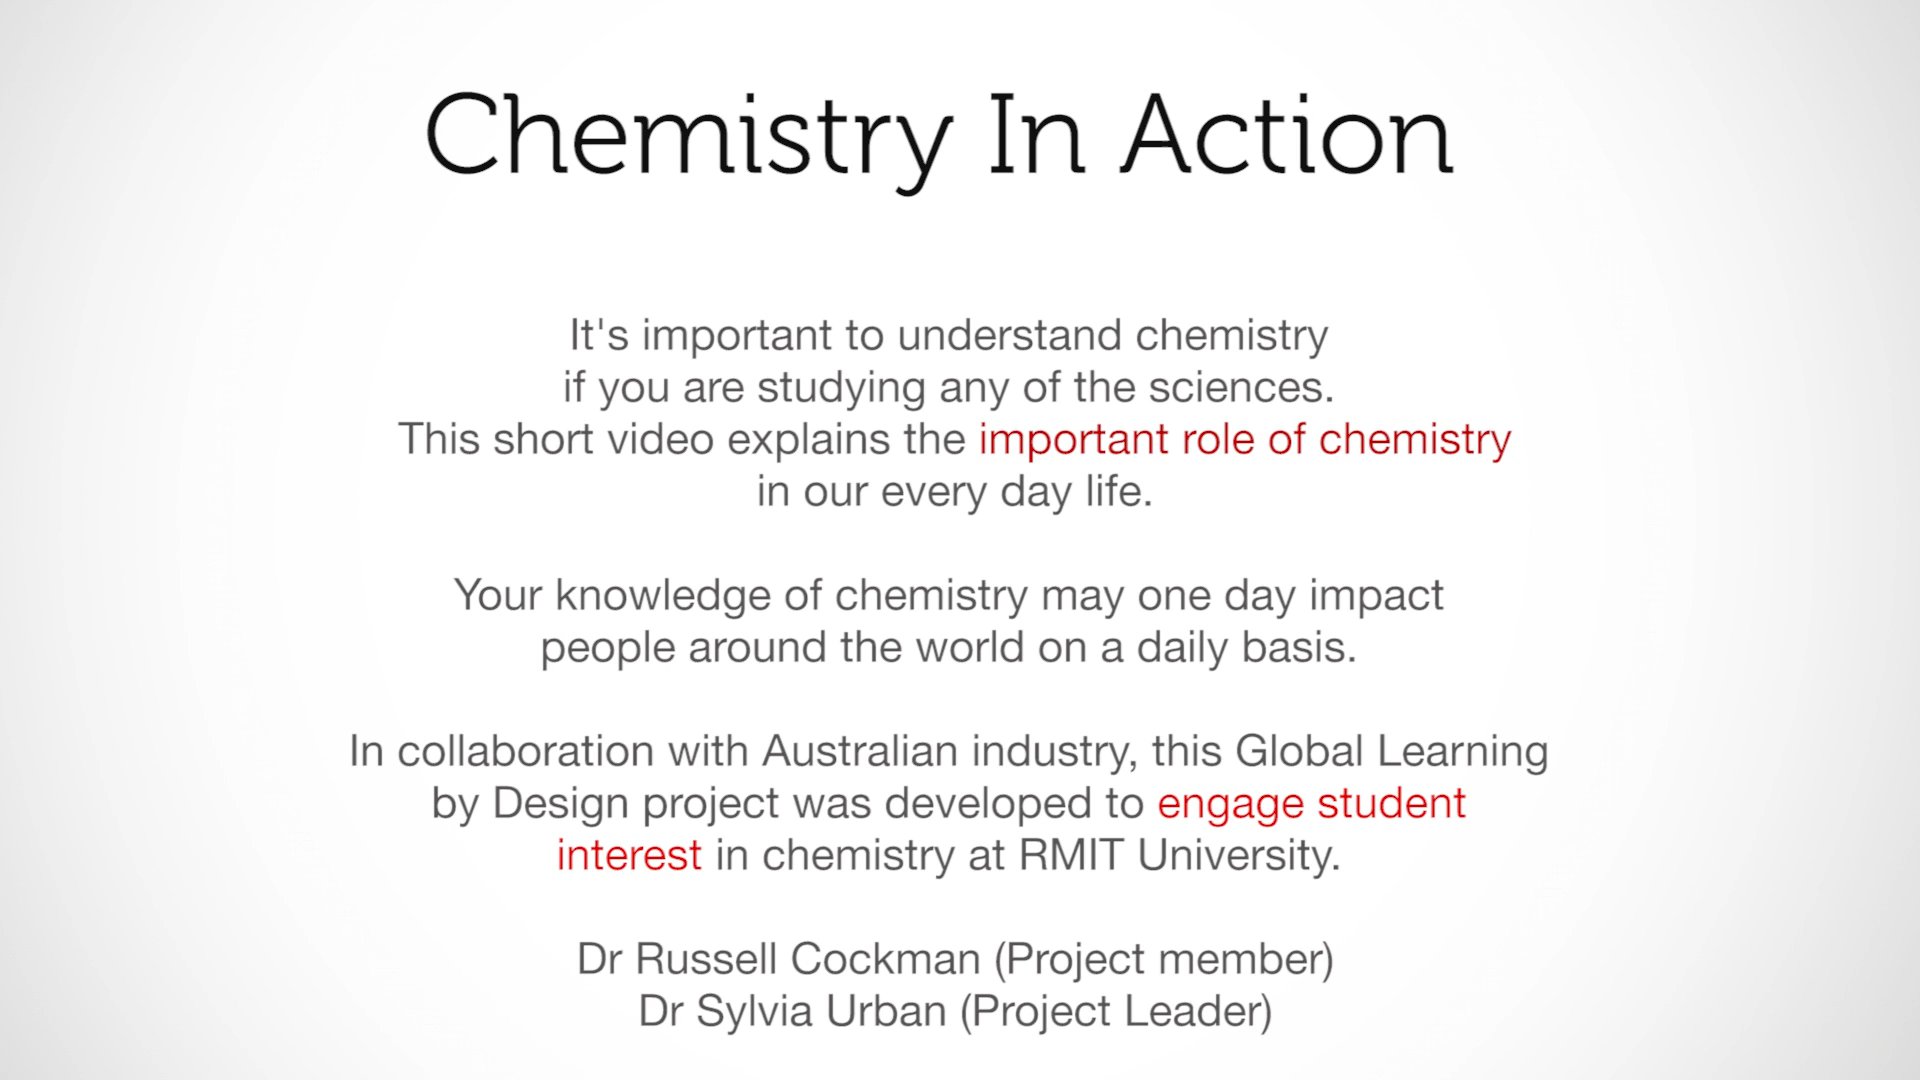 Chemistry In Action
It's important to understand chemistry
if you are studying any of the sciences.
This short video explains the important role of chemistry
in our every day life.
Your knowledge of chemistry may one day impact
people around the world on a daily basis.
In collaboration with Australian industry, this Global Learning
by Design project was developed to engage student
interest in chemistry at RMIT University.
Dr Russell Cockman (Project member)
Dr Sylvia Urban (Project Leader)